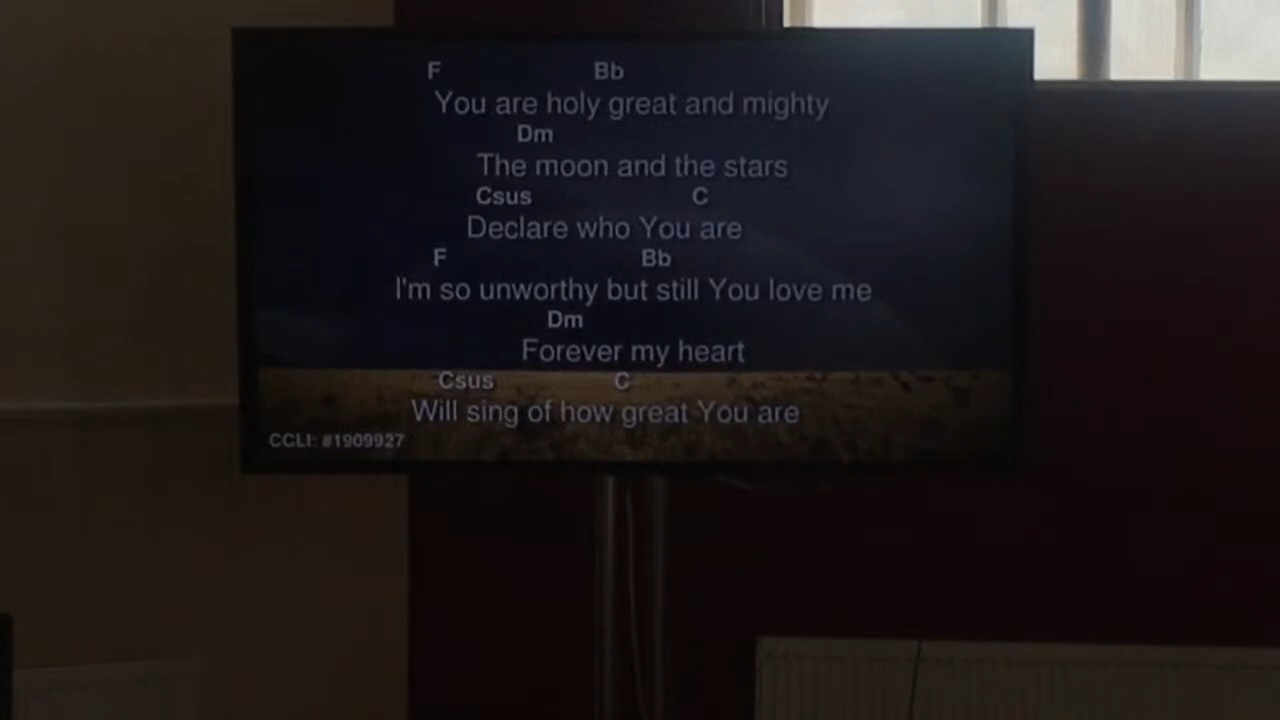 F Bb
You are holy great and mighty
Dm
The moon and the stars
Csus C
Declare who You are
F Bb
I'm so unworthy but still You love me
Dm
Forever my heart
Csus C
Will sing of how great You are
CCLI: #1909927